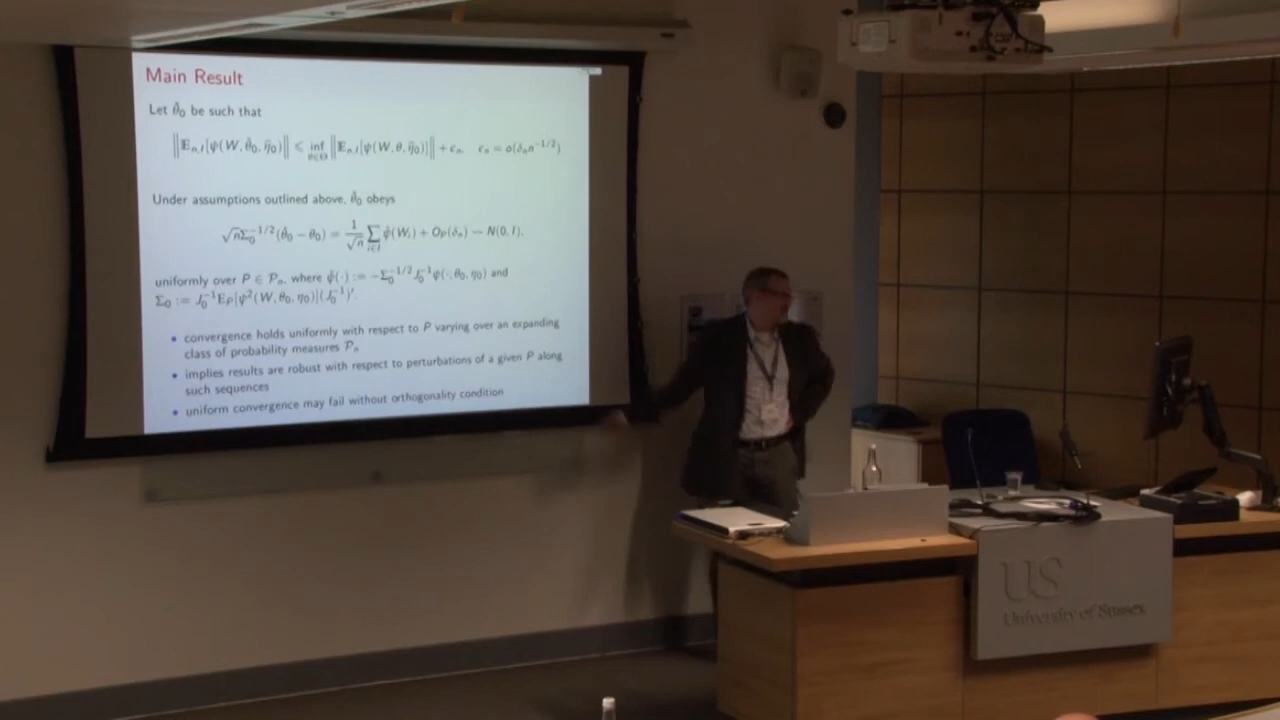 Main Result
Let θ̂₀ be such that
‖𝔼ₙ,I[ψ(W, θ̂₀, η̂₀)]‖ ⩽ inf_{θ∈Θ} ‖𝔼ₙ,I[ψ(W, θ, η̂₀)]‖ + εₙ, εₙ = o(δₙn^{-1/2})
Under assumptions outlined above, θ̂₀ obeys
√nΣ₀^{-1/2}(θ̂₀ − θ₀) = 1/√n ∑_{i∈I} ψ̄(Wᵢ) + O_P(δₙ) → N(0, I),
uniformly over P ∈ 𝒫ₙ, where ψ̄(·) := −Σ₀^{-1/2}J₀^{-1}ψ(·, θ₀, η₀) and
Σ₀ := J₀^{-1}E_P[ψ²(W, θ₀, η₀)](J₀^{-1})′.
• convergence holds uniformly with respect to P varying over an expanding
class of probability measures 𝒫ₙ
• implies results are robust with respect to perturbations of a given P along
such sequences
• uniform convergence may fail without orthogonality condition
US
University of Sussex